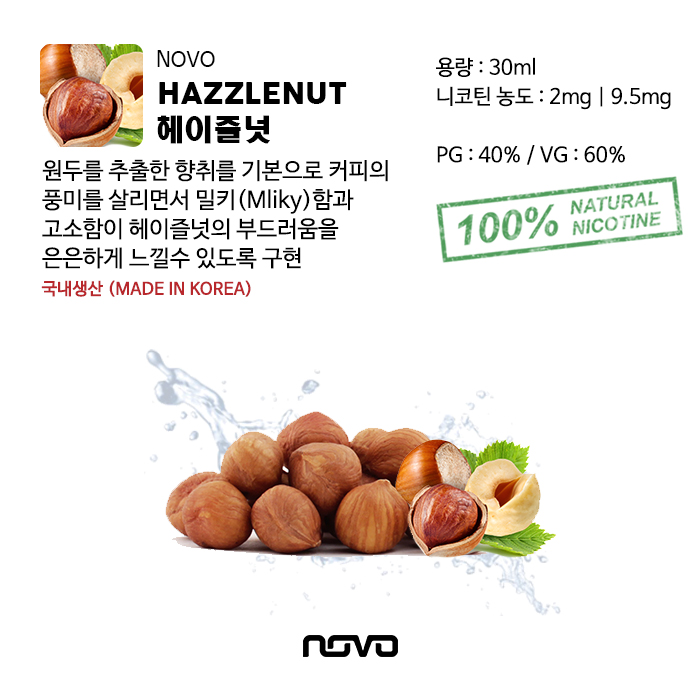 NOVO
HAZZLENUT
헤이즐넛
원두를 추출한 향취를 기본으로 커피의
풍미를 살리면서 밀키(Mliky)함과
고소함이 헤이즐넛의 부드러움을
은은하게 느낄수 있도록 구현
국내생산 (MADE IN KOREA)
용량 : 30ml
니코틴 농도 : 2mg | 9.5mg
PG : 40% / VG : 60%
100% NATURAL
NICOTINE
novo